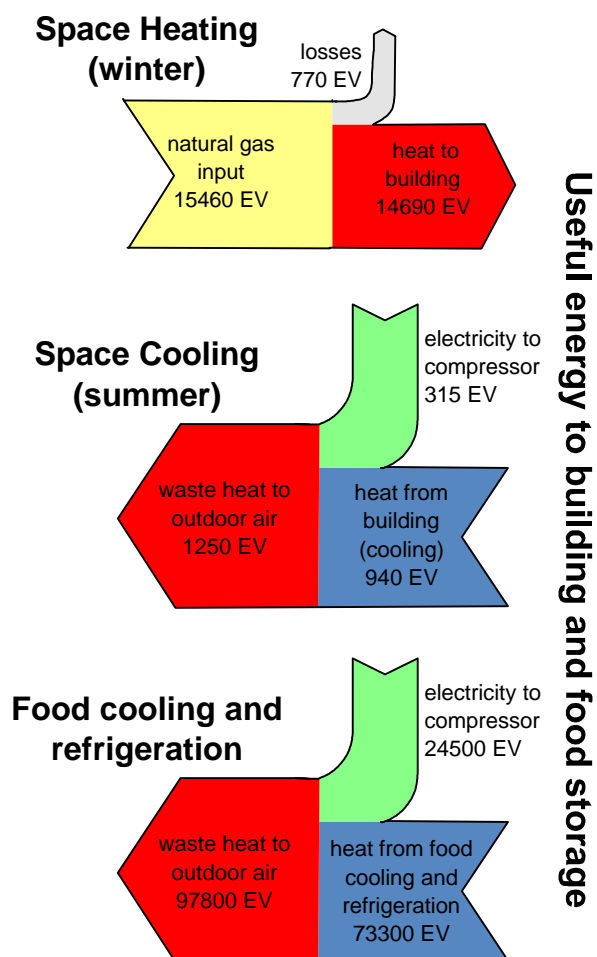 Space Heating
(winter)
losses
770 EV
natural gas
input
15460 EV
heat to
building
14690 EV
Space Cooling
(summer)
electricity to
compressor
315 EV
waste heat to
outdoor air
1250 EV
heat from
building
(cooling)
940 EV
Food cooling and
refrigeration
electricity to
compressor
24500 EV
waste heat to
outdoor air
97800 EV
heat from food
cooling and
refrigeration
73300 EV
Useful energy to building and food storage